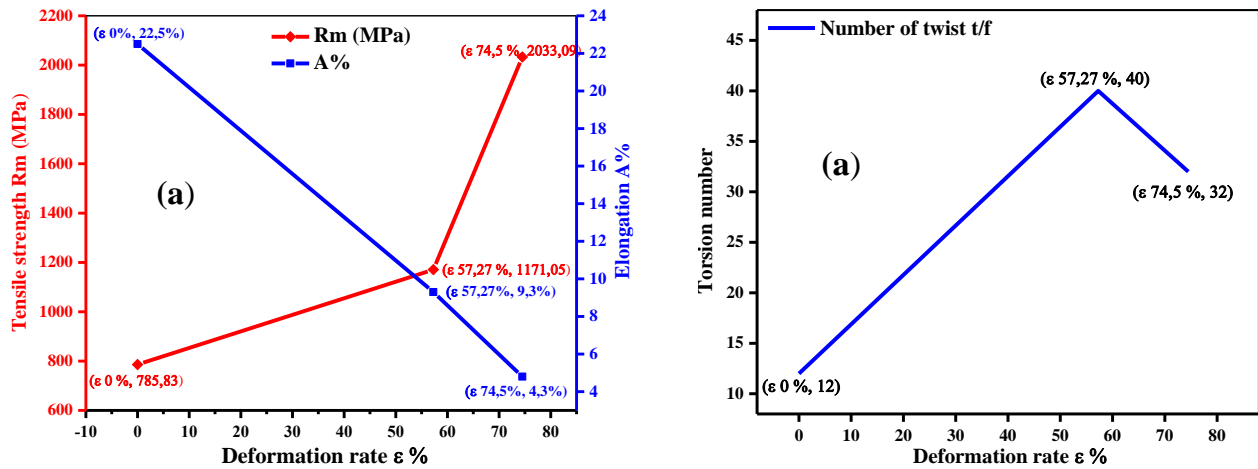 2200
2000
1800
1600
1400
1200
1000
800
600
Tensile strength Rm (MPa)
24
22
20
18
16
14
12
10
8
6
4
Elongation A%
(ε 0%, 22,5%)
Rm (MPa)
A%
(ε 74,5 %, 2033,09)
(a)
(ε 57,27 %, 1171,05)
(ε 57,27%, 9,3%)
(ε 0 %, 785,83)
(ε 74,5%, 4,3%)
-10 0 10 20 30 40 50 60 70 80
Deformation rate ε %
45
40
35
30
25
20
15
10
Torsion number
Number of twist t/f
(ε 57,27 %, 40)
(a)
(ε 74,5 %, 32)
(ε 0 %, 12)
0 10 20 30 40 50 60 70 80
Deformation rate ε %